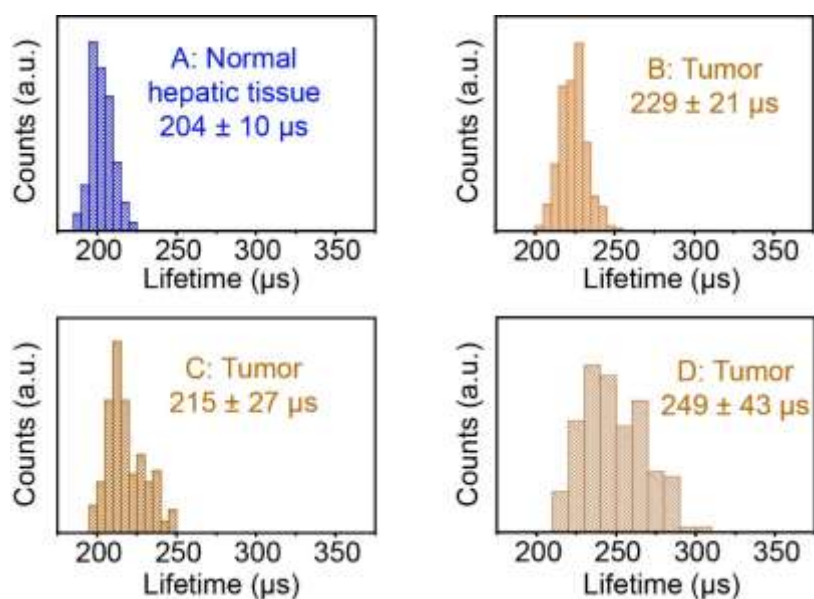 Counts (a.u.)
A: Normal
hepatic tissue
204 ± 10 μs
200 250 300 350
Lifetime (μs)
Counts (a.u.)
B: Tumor
229 ± 21 μs
200 250 300 350
Lifetime (μs)
Counts (a.u.)
C: Tumor
215 ± 27 μs
200 250 300 350
Lifetime (μs)
Counts (a.u.)
D: Tumor
249 ± 43 μs
200 250 300 350
Lifetime (μs)